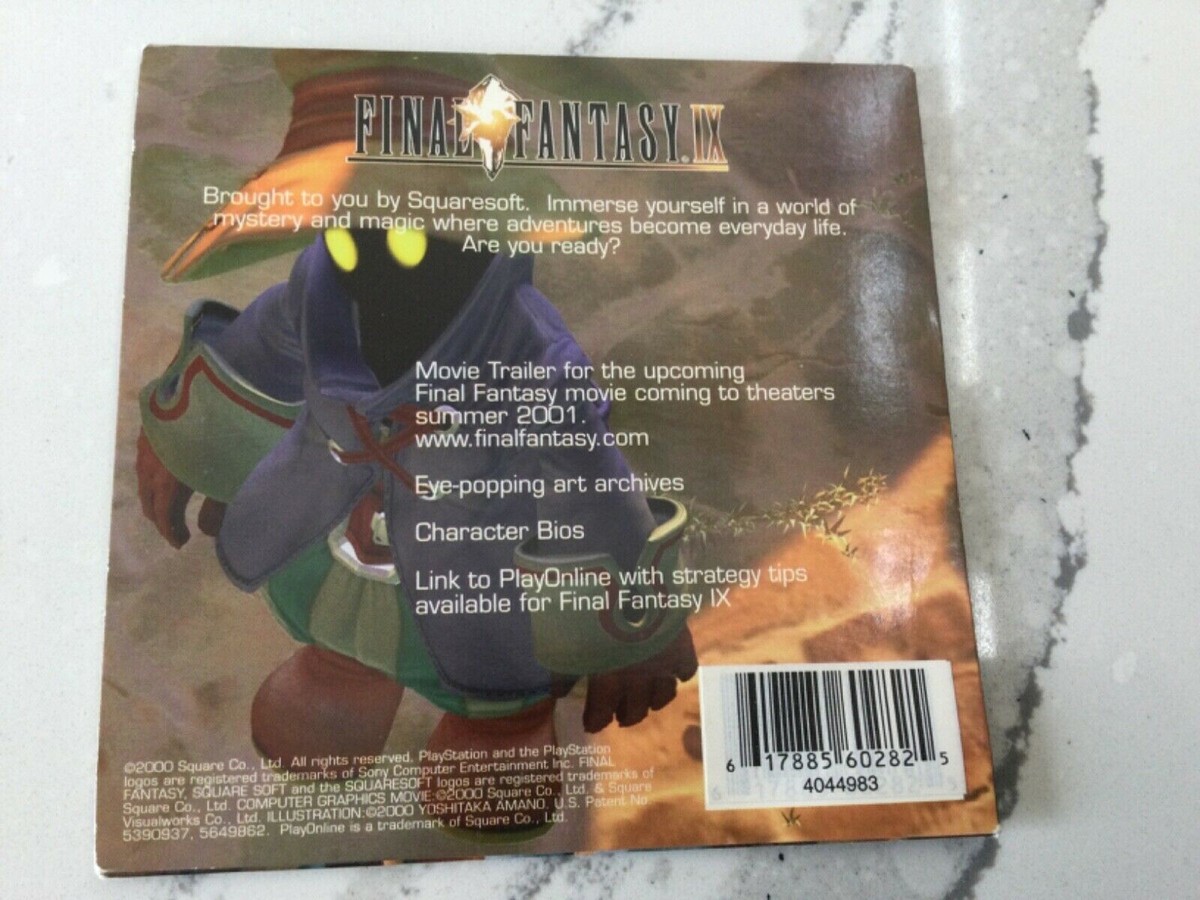 FINAL FANTASY® IX
Brought to you by Squaresoft. Immerse yourself in a world of
mystery and magic where adventures become everyday life.
Are you ready?
Movie Trailer for the upcoming
Final Fantasy movie coming to theaters
summer 2001.
www.finalfantasy.com
Eye-popping art archives
Character Bios
Link to PlayOnline with strategy tips
available for Final Fantasy IX
©2000 Square Co., Ltd. All rights reserved. PlayStation and the PlayStation
logos are registered trademarks of Sony Computer Entertainment Inc. FINAL
FANTASY, SQUARE SOFT and the SQUARESOFT logos are registered trademarks of
Square Co., Ltd. COMPUTER GRAPHICS MOVIE:©2000 Square Co., Ltd. & Square
Visualworks Co., Ltd. ILLUSTRATION:©2000 YOSHITAKA AMANO. U.S. Patent No.
5390937, 5649862. PlayOnline is a trademark of Square Co., Ltd.
6 17885 60282 5
4044983